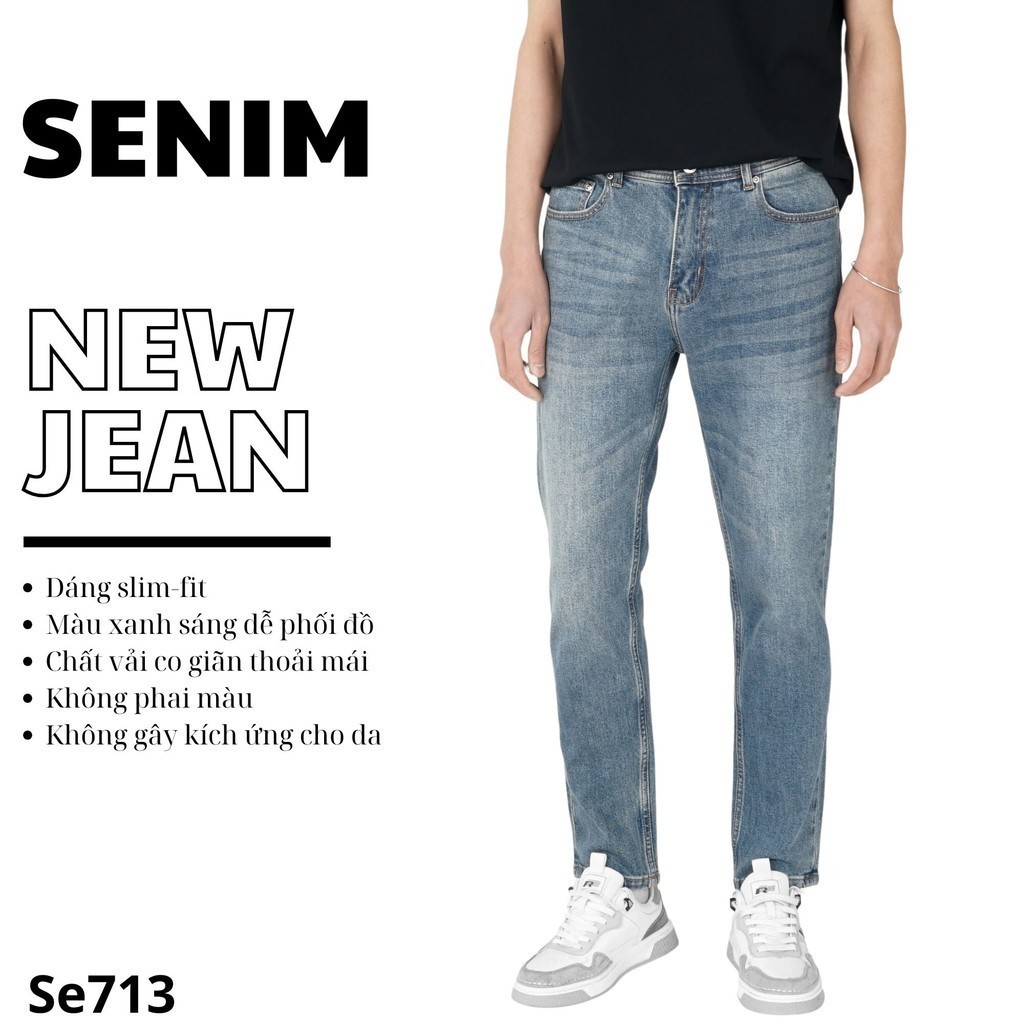 SENIM
NEW
JEAN
• Dáng slim-fit
• Màu xanh sáng dễ phối đồ
• Chất vải co giãn thoải mái
• Không phai màu
• Không gây kích ứng cho da
Se713